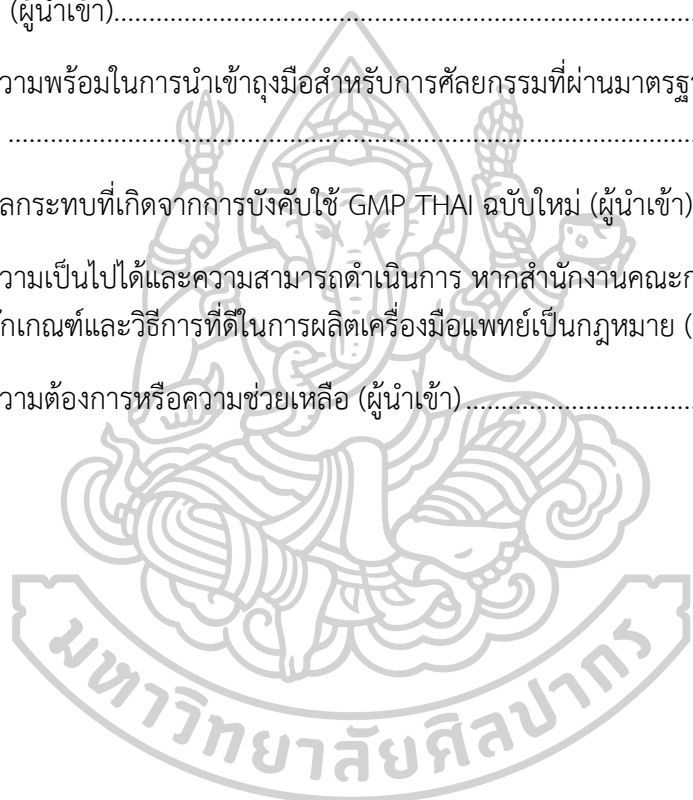 (ผู้นำเข้า)....................................................................................
ความพร้อมในการนำเข้าถุงมือสำหรับการศัลยกรรมที่ผ่านมาตรฐา
....................................................................................................
ลกระทบที่เกิดจากการบังคับใช้ GMP THAI ฉบับใหม่ (ผู้นำเข้า)
วามเป็นไปได้และความสามารถดำเนินการ หากสำนักงานคณะก
ักเกณฑ์และวิธีการที่ดีในการผลิตเครื่องมือแพทย์เป็นกฎหมาย (
วามต้องการหรือความช่วยเหลือ (ผู้นำเข้า)..................................
มหาวิทยาลัยศิลปากร